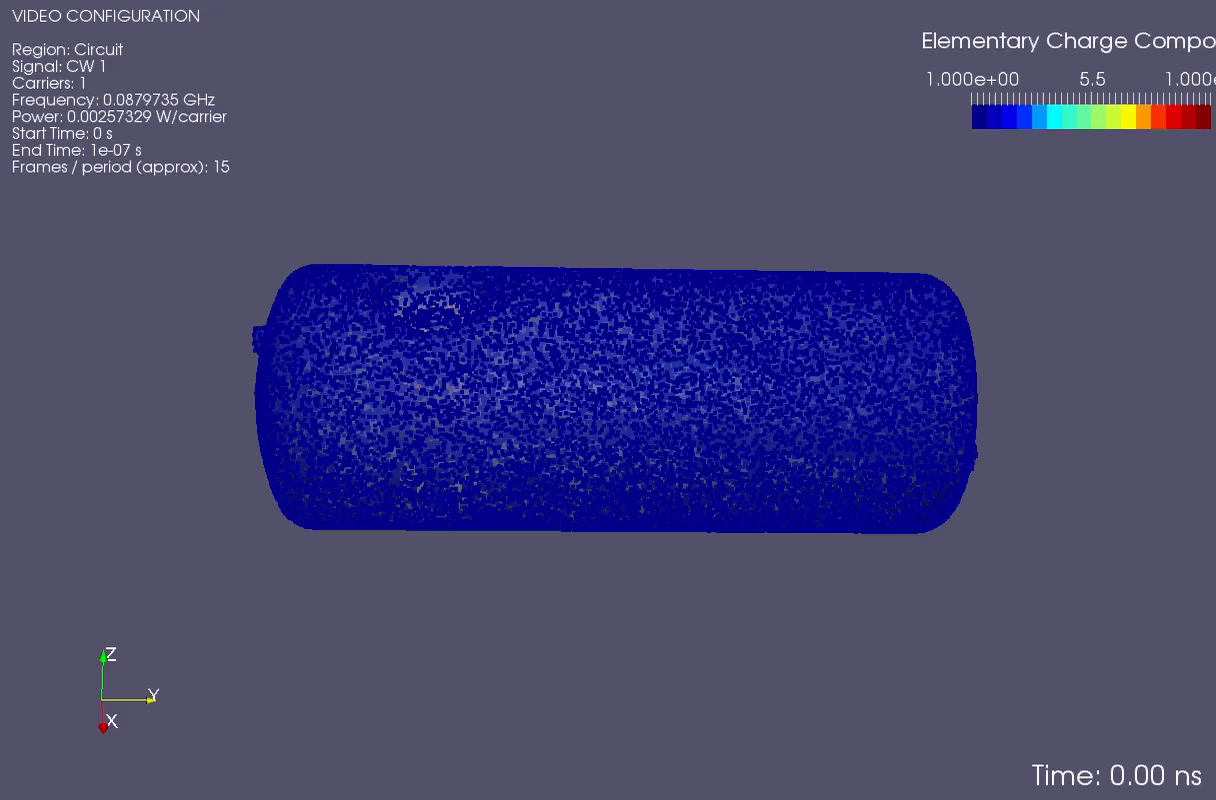 VIDEO CONFIGURATION
Region: Circuit
Signal: CW 1
Carriers: 1
Frequency: 0.0879735 GHz
Power: 0.00257329 W/carrier
Start Time: 0 s
End Time: 1e-07 s
Frames / period (approx): 15
Elementary Charge Compo
1.000e+00 5.5 1.000e
Z
Y
X
Time: 0.00 ns